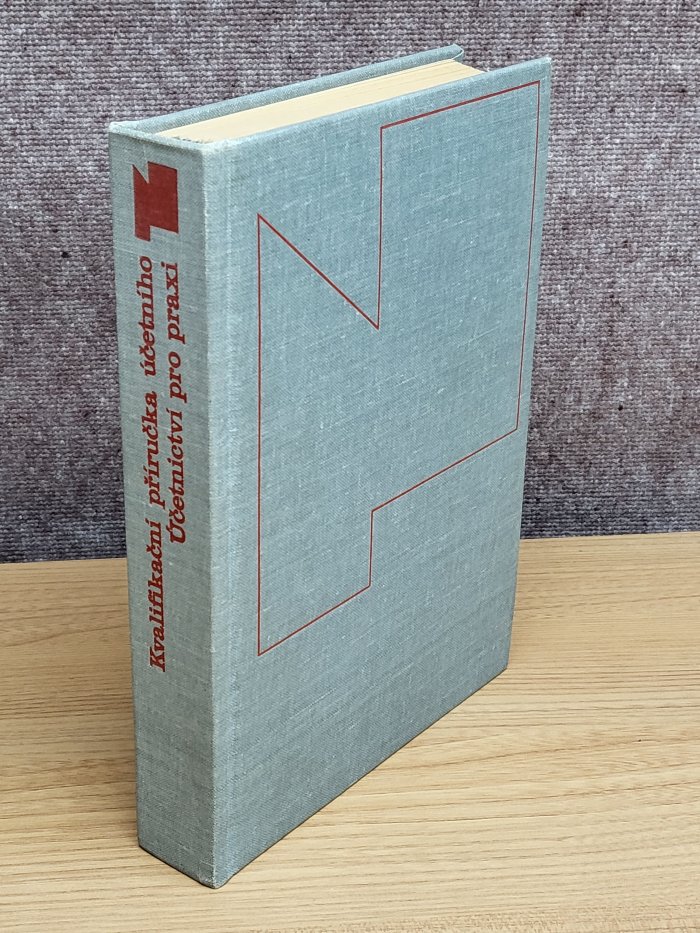 Kvalifikační příručka účetního
Účetnictví pro praxi